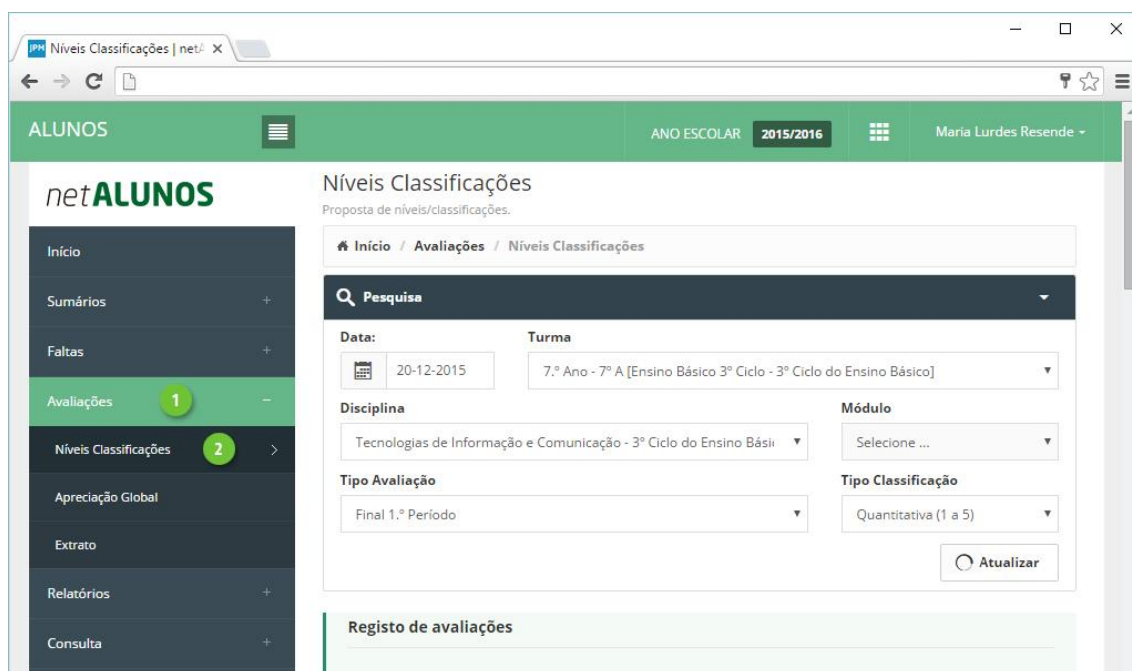 JPM Níveis Classificações | net
ALUNOS
ANO ESCOLAR 2015/2016
Maria Lurdes Resende
netALUNOS
Início
Sumários
Faltas
Avaliações 1
Níveis Classificações 2
Apreciação Global
Extrato
Relatórios
Consulta
Níveis Classificações
Proposta de níveis/classificações.
Início / Avaliações / Níveis Classificações
Pesquisa
Data: Turma
20-12-2015 7.º Ano - 7º A [Ensino Básico 3º Ciclo - 3º Ciclo do Ensino Básico]
Disciplina Módulo
Tecnologias de Informação e Comunicação - 3º Ciclo do Ensino Bási Selecione ...
Tipo Avaliação Tipo Classificação
Final 1.º Período Quantitativa (1 a 5)
Atualizar
Registo de avaliações